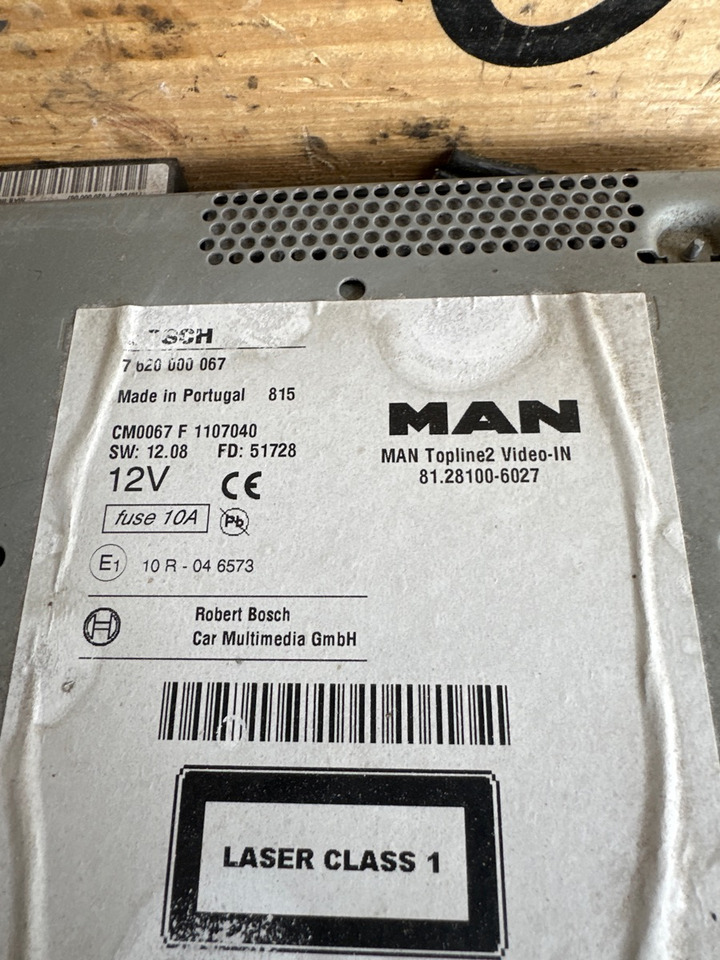 7 620 000 067
Made in Portugal 815
CM0067 F 1107040
SW: 12.08 FD: 51728
12V CE
fuse 10A Pb
E1 10 R - 04 6573
MAN
MAN Topline2 Video-IN
81.28100-6027
Robert Bosch
Car Multimedia GmbH
LASER CLASS 1